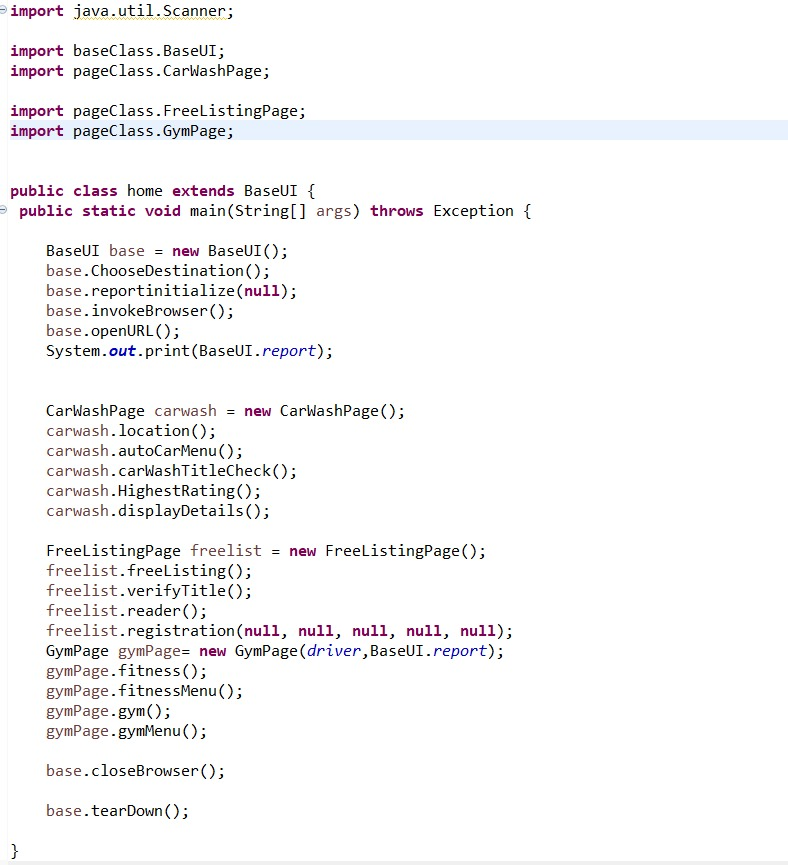 import java.util.Scanner;
import baseClass.BaseUI;
import pageClass.CarWashPage;
import pageClass.FreeListingPage;
import pageClass.GymPage;
public class home extends BaseUI {
public static void main(String[] args) throws Exception {
BaseUI base = new BaseUI();
base.ChooseDestination();
base.reportinitialize(null);
base.invokeBrowser();
base.openURL();
System.out.print(BaseUI.report);
CarWashPage carwash = new CarWashPage();
carwash.location();
carwash.autoCarMenu();
carwash.carWashTitleCheck();
carwash.HighestRating();
carwash.displayDetails();
FreeListingPage freelist = new FreeListingPage();
freelist.freeListing();
freelist.verifyTitle();
freelist.reader();
freelist.registration(null, null, null, null, null);
GymPage gymPage= new GymPage(driver,BaseUI.report);
gymPage.fitness();
gymPage.fitnessMenu();
gymPage.gym();
gymPage.gymMenu();
base.closeBrowser();
base.tearDown();
}